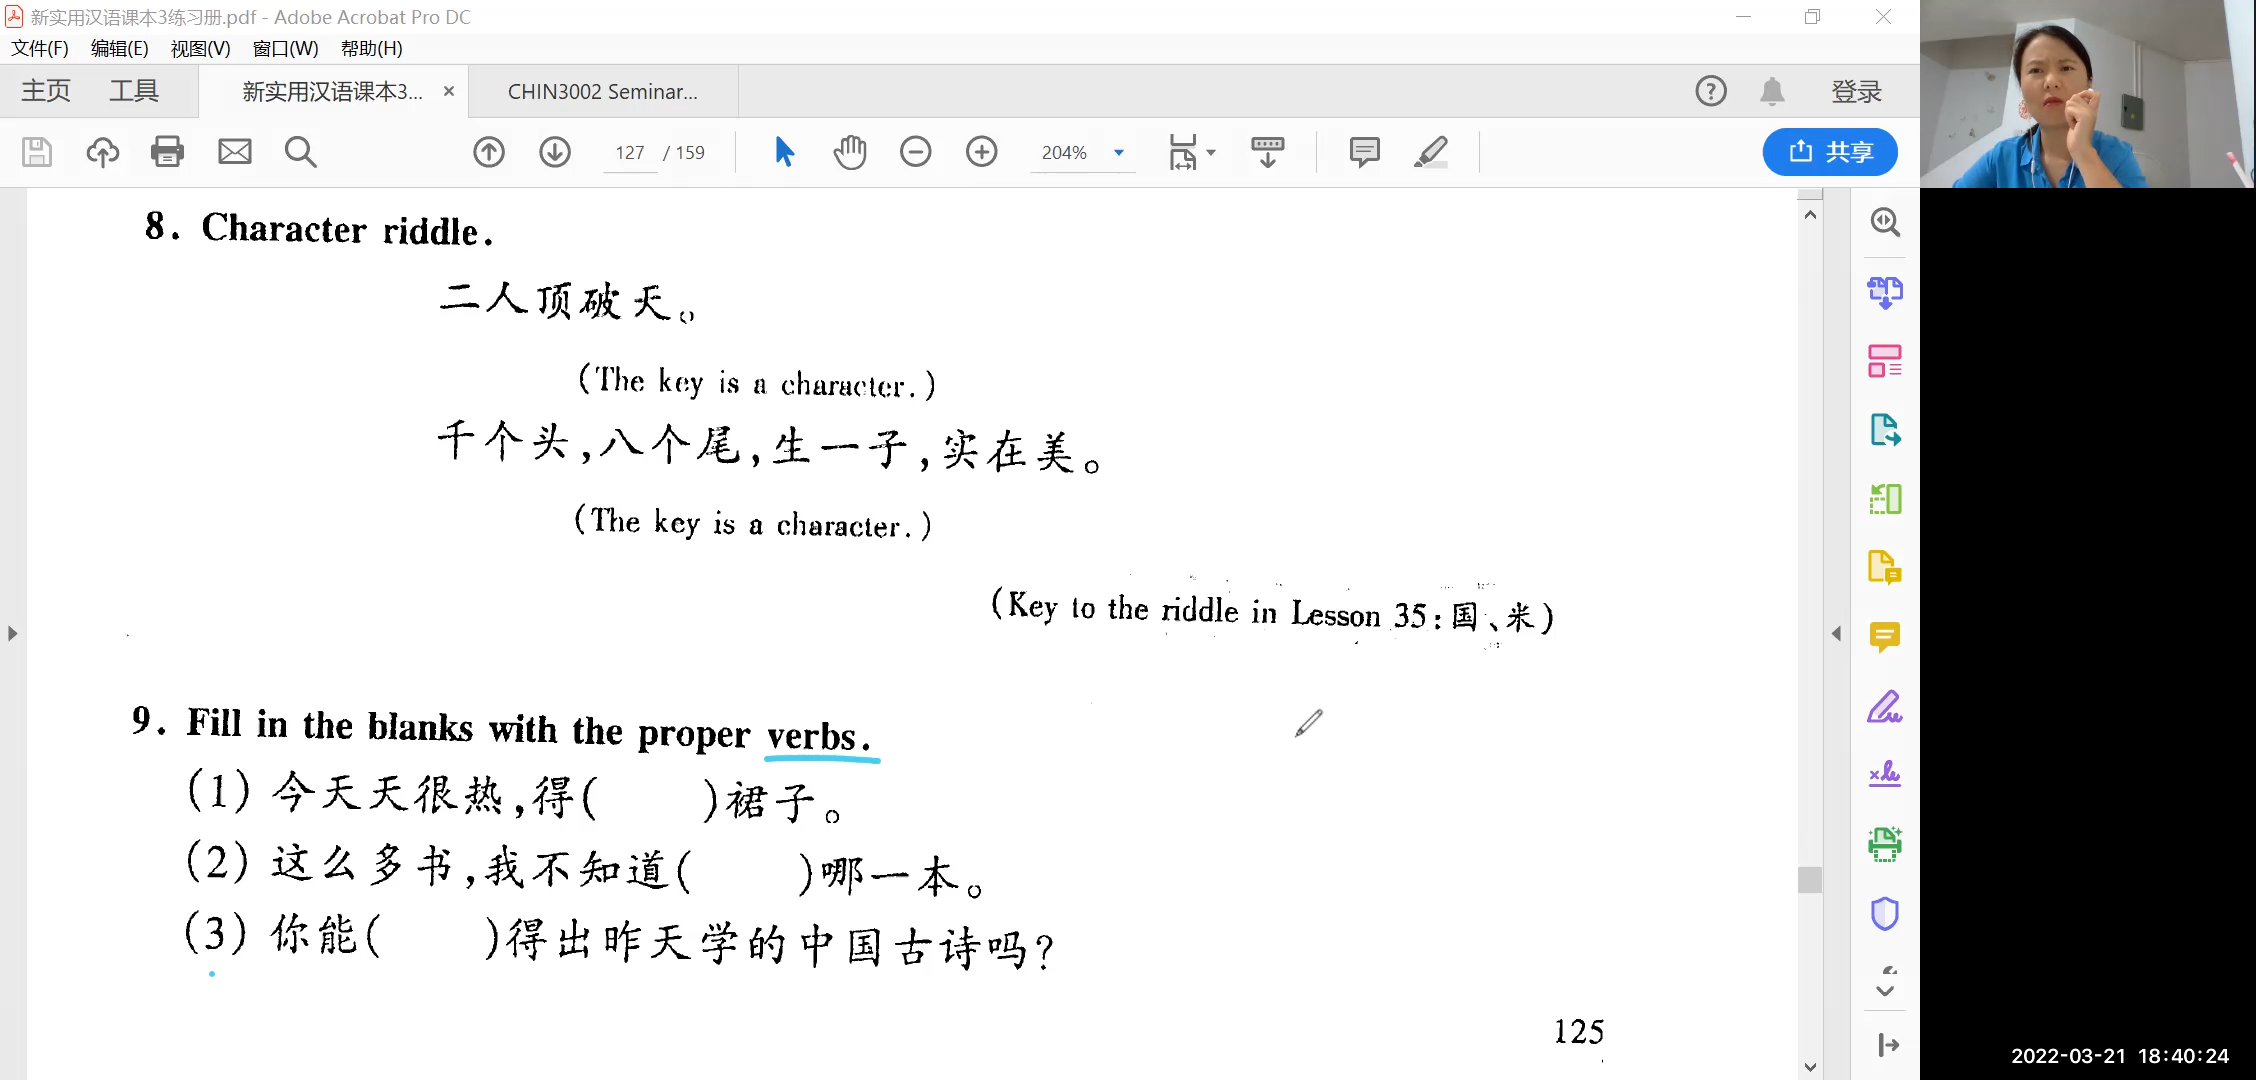 新实用汉语课本3练习册.pdf - Adobe Acrobat Pro DC
文件(F) 编辑(E) 视图(V) 窗口(W) 帮助(H)
主页 工具 新实用汉语课本3... × CHIN3002 Seminar... 登录
127 / 159 204% 共享
8. Character riddle.
二人顶破天。
(The key is a character.)
千个头,八个尾,生一子,实在美。
(The key is a character.)
(Key to the riddle in Lesson 35:国、米)
9. Fill in the blanks with the proper verbs.
(1) 今天天很热,得( )裙子。
(2) 这么多书,我不知道( )哪一本。
(3) 你能( )得出昨天学的中国古诗吗?
125
2022-03-21 18:40:24